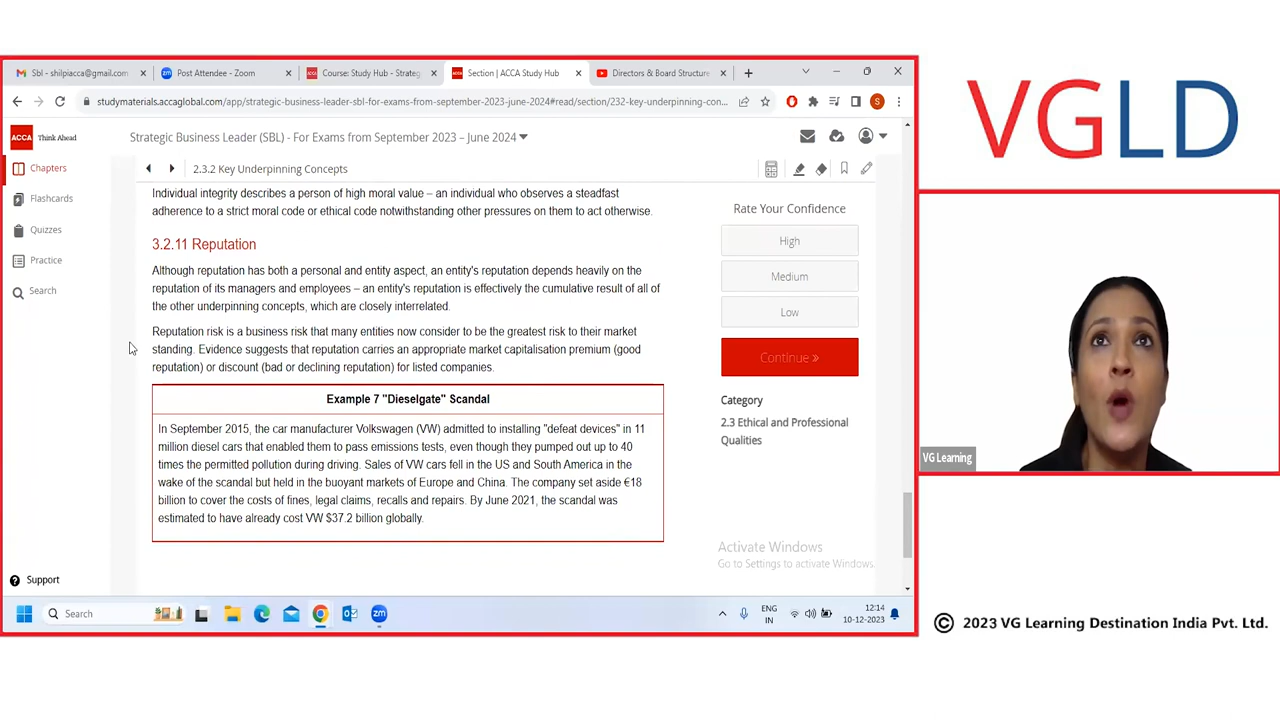 Sbl - shilpiacca@gmail.com
Post Attendee - Zoom
Course: Study Hub - Strateg
Section | ACCA Study Hub
Directors & Board Structure
studymaterials.accaglobal.com/app/strategic-business-leader-sbl-for-exams-from-september-2023-june-2024#read/section/232-key-underpinning-con...
S
ACCA Think Ahead
Strategic Business Leader (SBL) - For Exams from September 2023 – June 2024
Chapters
Flashcards
Quizzes
Practice
Search
Support
2.3.2 Key Underpinning Concepts
Individual integrity describes a person of high moral value – an individual who observes a steadfast
adherence to a strict moral code or ethical code notwithstanding other pressures on them to act otherwise.
3.2.11 Reputation
Although reputation has both a personal and entity aspect, an entity's reputation depends heavily on the
reputation of its managers and employees – an entity's reputation is effectively the cumulative result of all of
the other underpinning concepts, which are closely interrelated.
Reputation risk is a business risk that many entities now consider to be the greatest risk to their market
standing. Evidence suggests that reputation carries an appropriate market capitalisation premium (good
reputation) or discount (bad or declining reputation) for listed companies.
Example 7 "Dieselgate" Scandal
In September 2015, the car manufacturer Volkswagen (VW) admitted to installing "defeat devices" in 11
million diesel cars that enabled them to pass emissions tests, even though they pumped out up to 40
times the permitted pollution during driving. Sales of VW cars fell in the US and South America in the
wake of the scandal but held in the buoyant markets of Europe and China. The company set aside €18
billion to cover the costs of fines, legal claims, recalls and repairs. By June 2021, the scandal was
estimated to have already cost VW $37.2 billion globally.
Rate Your Confidence
High
Medium
Low
Continue »
Category
2.3 Ethical and Professional
Qualities
Activate Windows
Go to Settings to activate Windows.
Search
ENG
IN
12:14
10-12-2023
VGLD
VG Learning
© 2023 VG Learning Destination India Pvt. Ltd.